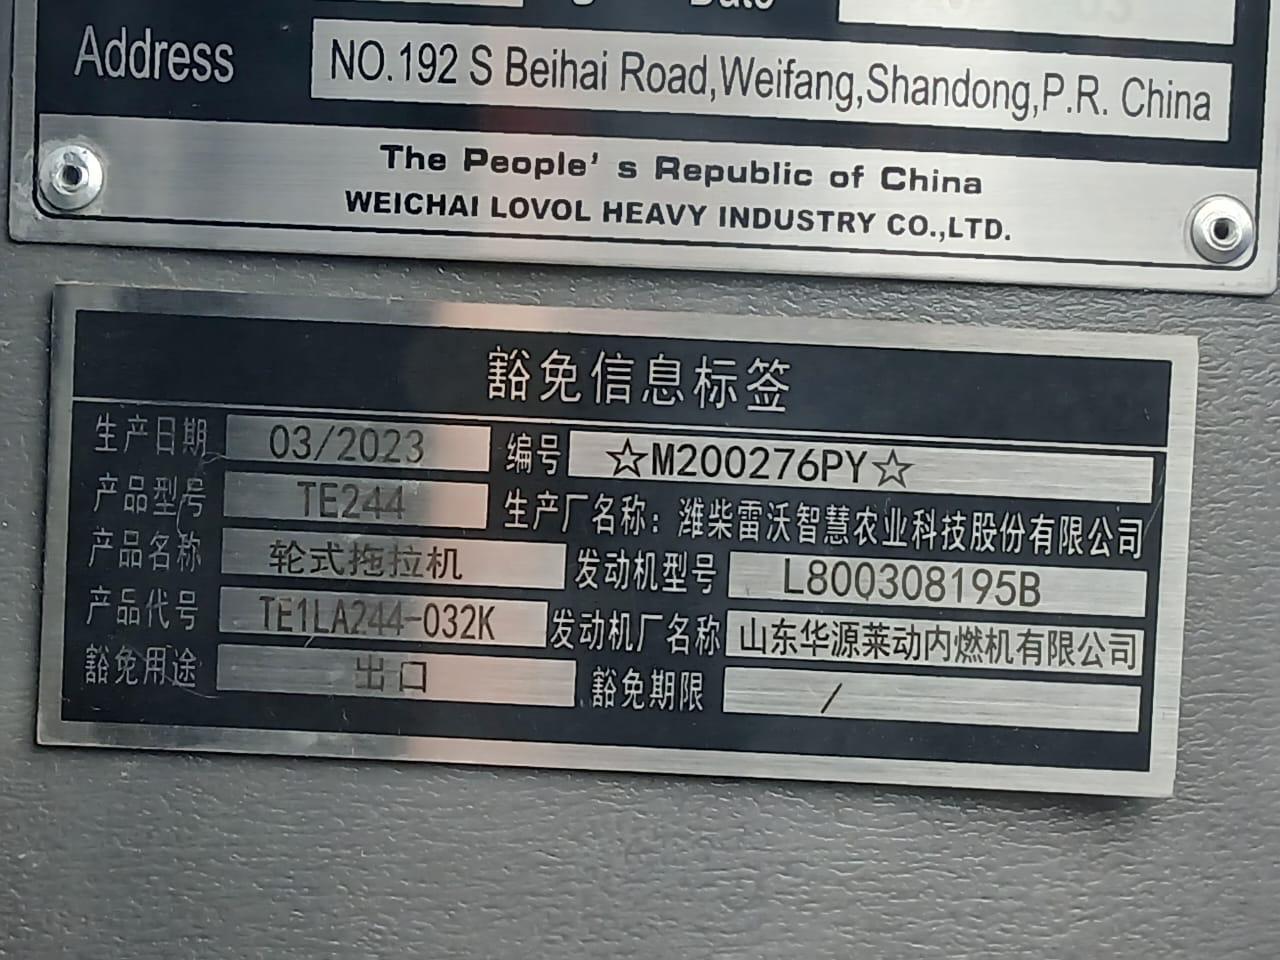 Date
Address NO.192 S Beihai Road,Weifang,Shandong,P.R. China
The People's Republic of China
WEICHAI LOVOL HEAVY INDUSTRY CO.,LTD.
豁免信息标签
生产日期 03/2023 编号 ☆M200276PY☆
产品型号 TE244 生产厂名称：潍柴雷沃智慧农业科技股份有限公司
产品名称 轮式拖拉机 发动机型号 L800308195B
产品代号 TE1LA244-032K 发动机厂名称 山东华源莱动内燃机有限公司
豁免用途 出口 豁免期限 /